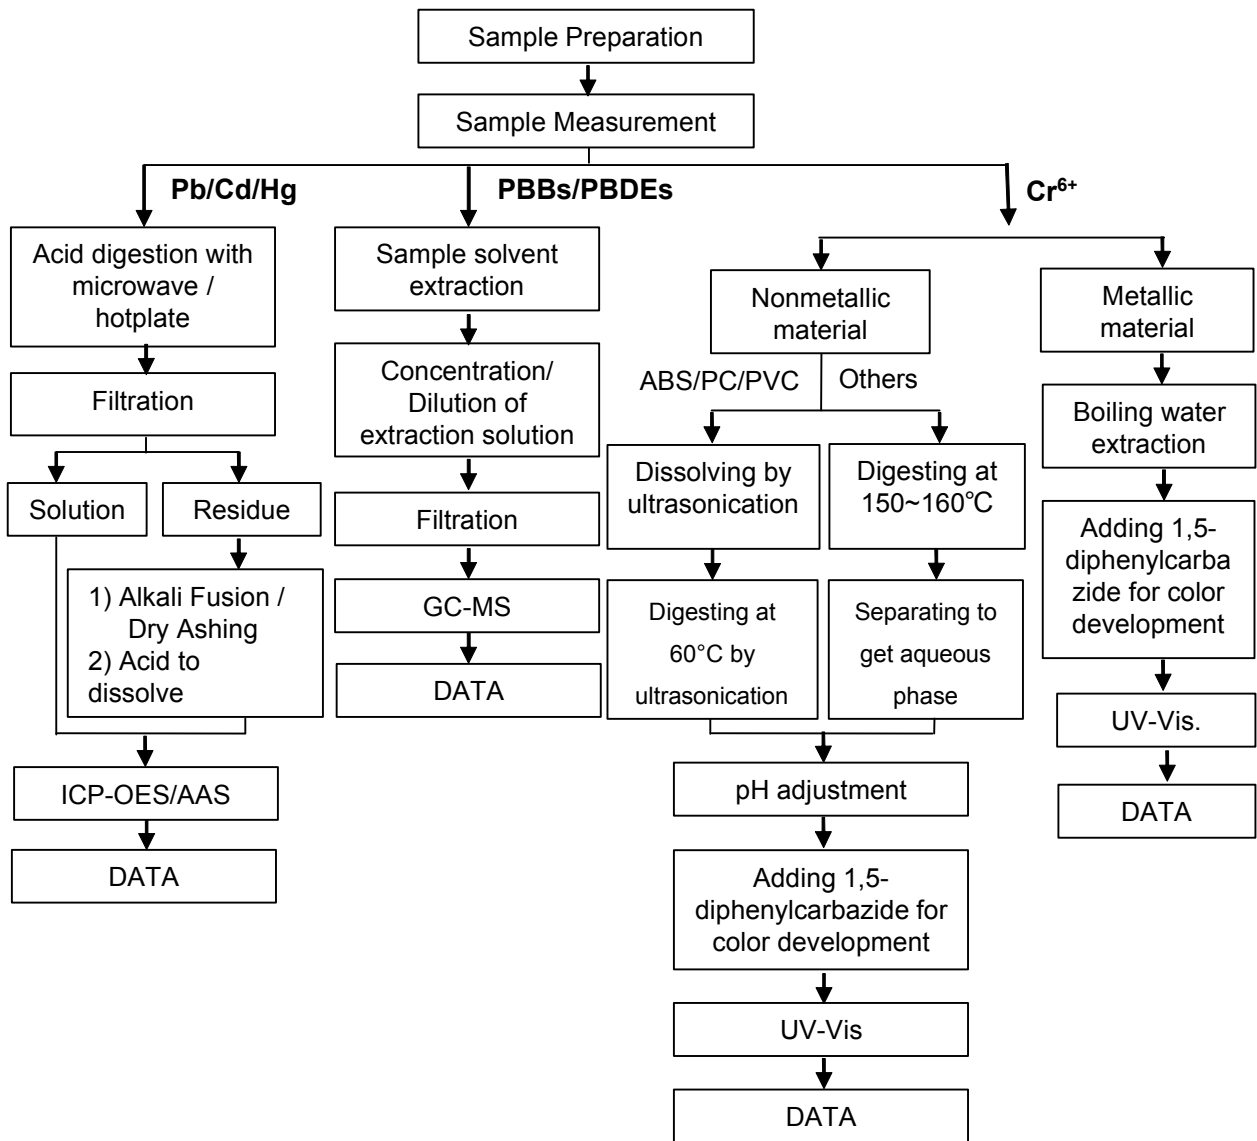 Sample Preparation
Sample Measurement
Pb/Cd/Hg
PBBs/PBDEs
Cr⁶⁺
Acid digestion with
microwave /
hotplate
Filtration
Solution
Residue
1) Alkali Fusion /
Dry Ashing
2) Acid to
dissolve
ICP-OES/AAS
DATA
Sample solvent
extraction
Concentration/
Dilution of
extraction solution
Filtration
GC-MS
DATA
Nonmetallic
material
ABS/PC/PVC
Others
Dissolving by
ultrasonication
Digesting at
60°C by
ultrasonication
Digesting at
150~160℃
Separating to
get aqueous
phase
pH adjustment
Adding 1,5-
diphenylcarbazide for
color development
UV-Vis
DATA
Metallic
material
Boiling water
extraction
Adding 1,5-
diphenylcarba
zide for color
development
UV-Vis.
DATA